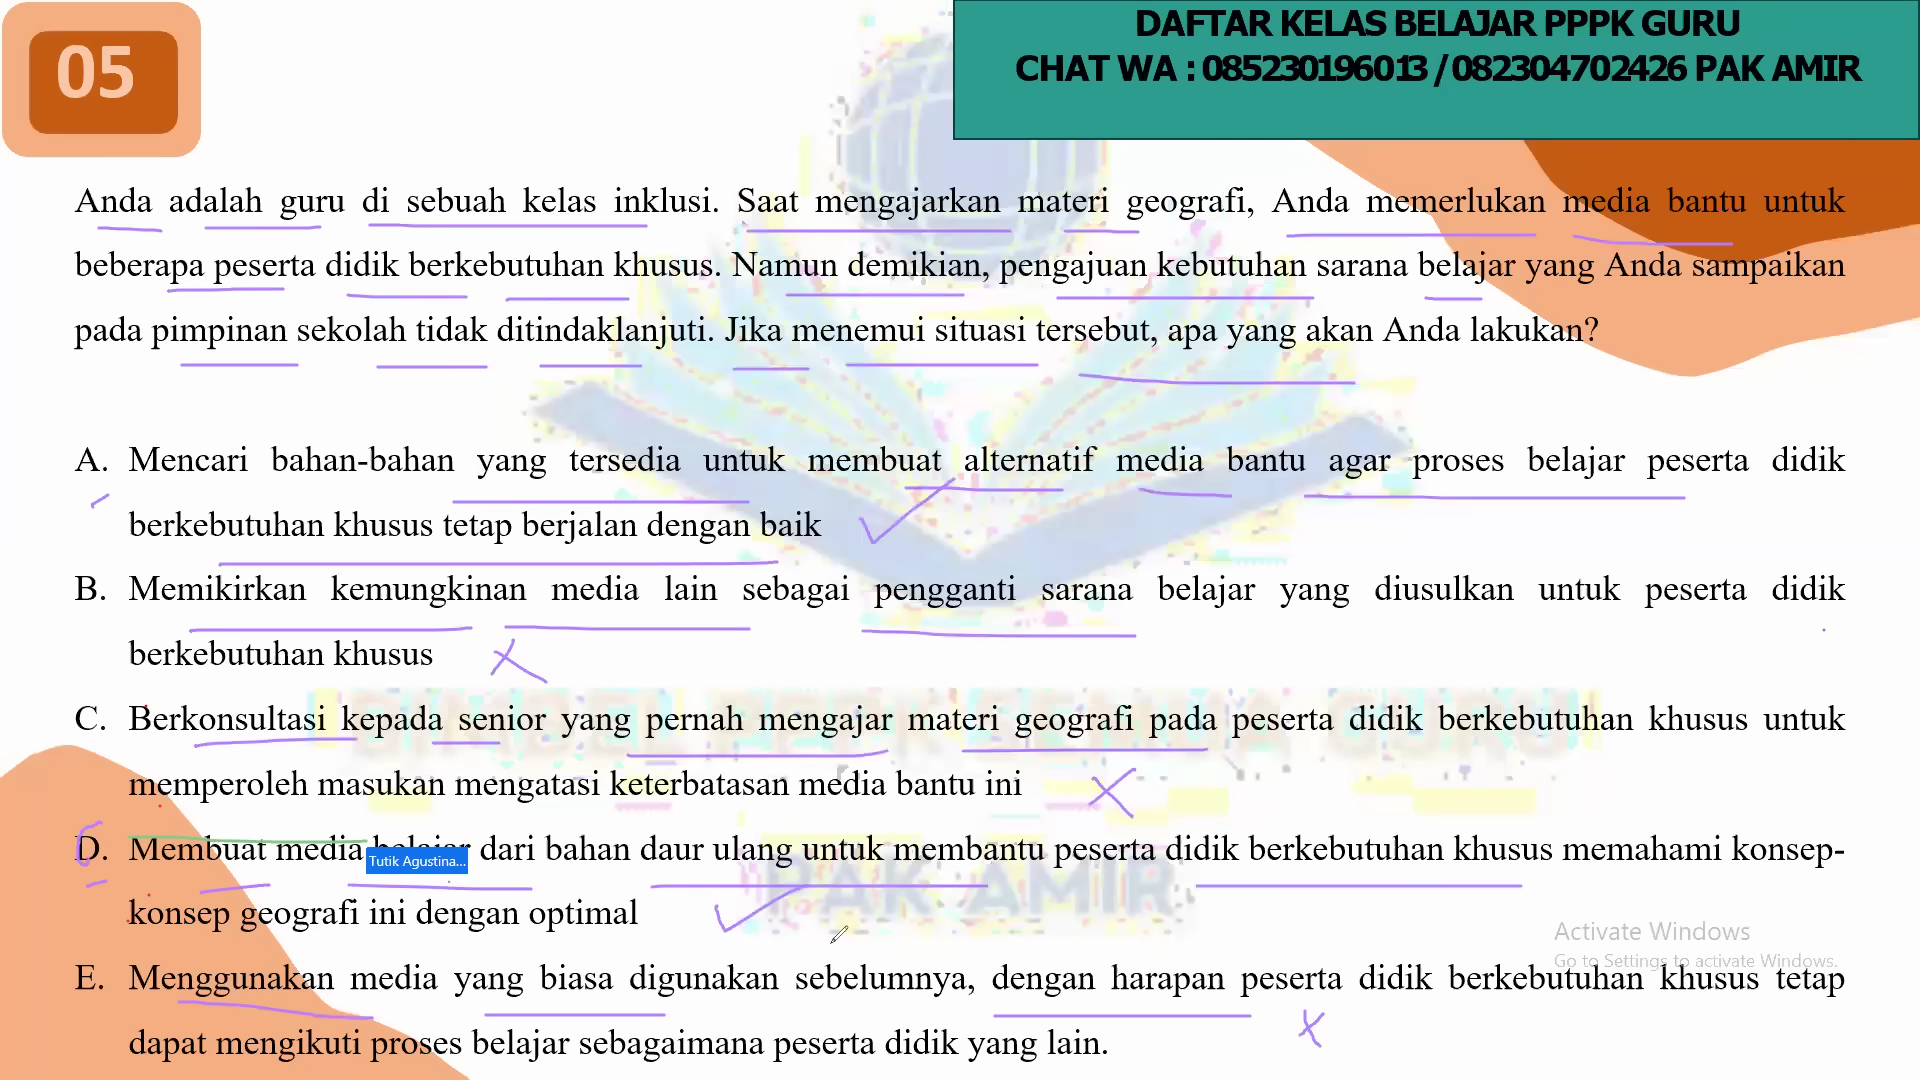 05
DAFTAR KELAS BELAJAR PPPK GURU
CHAT WA : 085230196013 / 082304702426 PAK AMIR
Anda adalah guru di sebuah kelas inklusi. Saat mengajarkan materi geografi, Anda memerlukan media bantu untuk
beberapa peserta didik berkebutuhan khusus. Namun demikian, pengajuan kebutuhan sarana belajar yang Anda sampaikan
pada pimpinan sekolah tidak ditindaklanjuti. Jika menemui situasi tersebut, apa yang akan Anda lakukan?
A. Mencari bahan-bahan yang tersedia untuk membuat alternatif media bantu agar proses belajar peserta didik
berkebutuhan khusus tetap berjalan dengan baik
B. Memikirkan kemungkinan media lain sebagai pengganti sarana belajar yang diusulkan untuk peserta didik
berkebutuhan khusus
C. Berkonsultasi kepada senior yang pernah mengajar materi geografi pada peserta didik berkebutuhan khusus untuk
memperoleh masukan mengatasi keterbatasan media bantu ini
D. Membuat media belajar dari bahan daur ulang untuk membantu peserta didik berkebutuhan khusus memahami konsep-
Tutik Agustina...
konsep geografi ini dengan optimal
PAK AMIR
Activate Windows
Go to Settings to activate Windows.
E. Menggunakan media yang biasa digunakan sebelumnya, dengan harapan peserta didik berkebutuhan khusus tetap
dapat mengikuti proses belajar sebagaimana peserta didik yang lain.